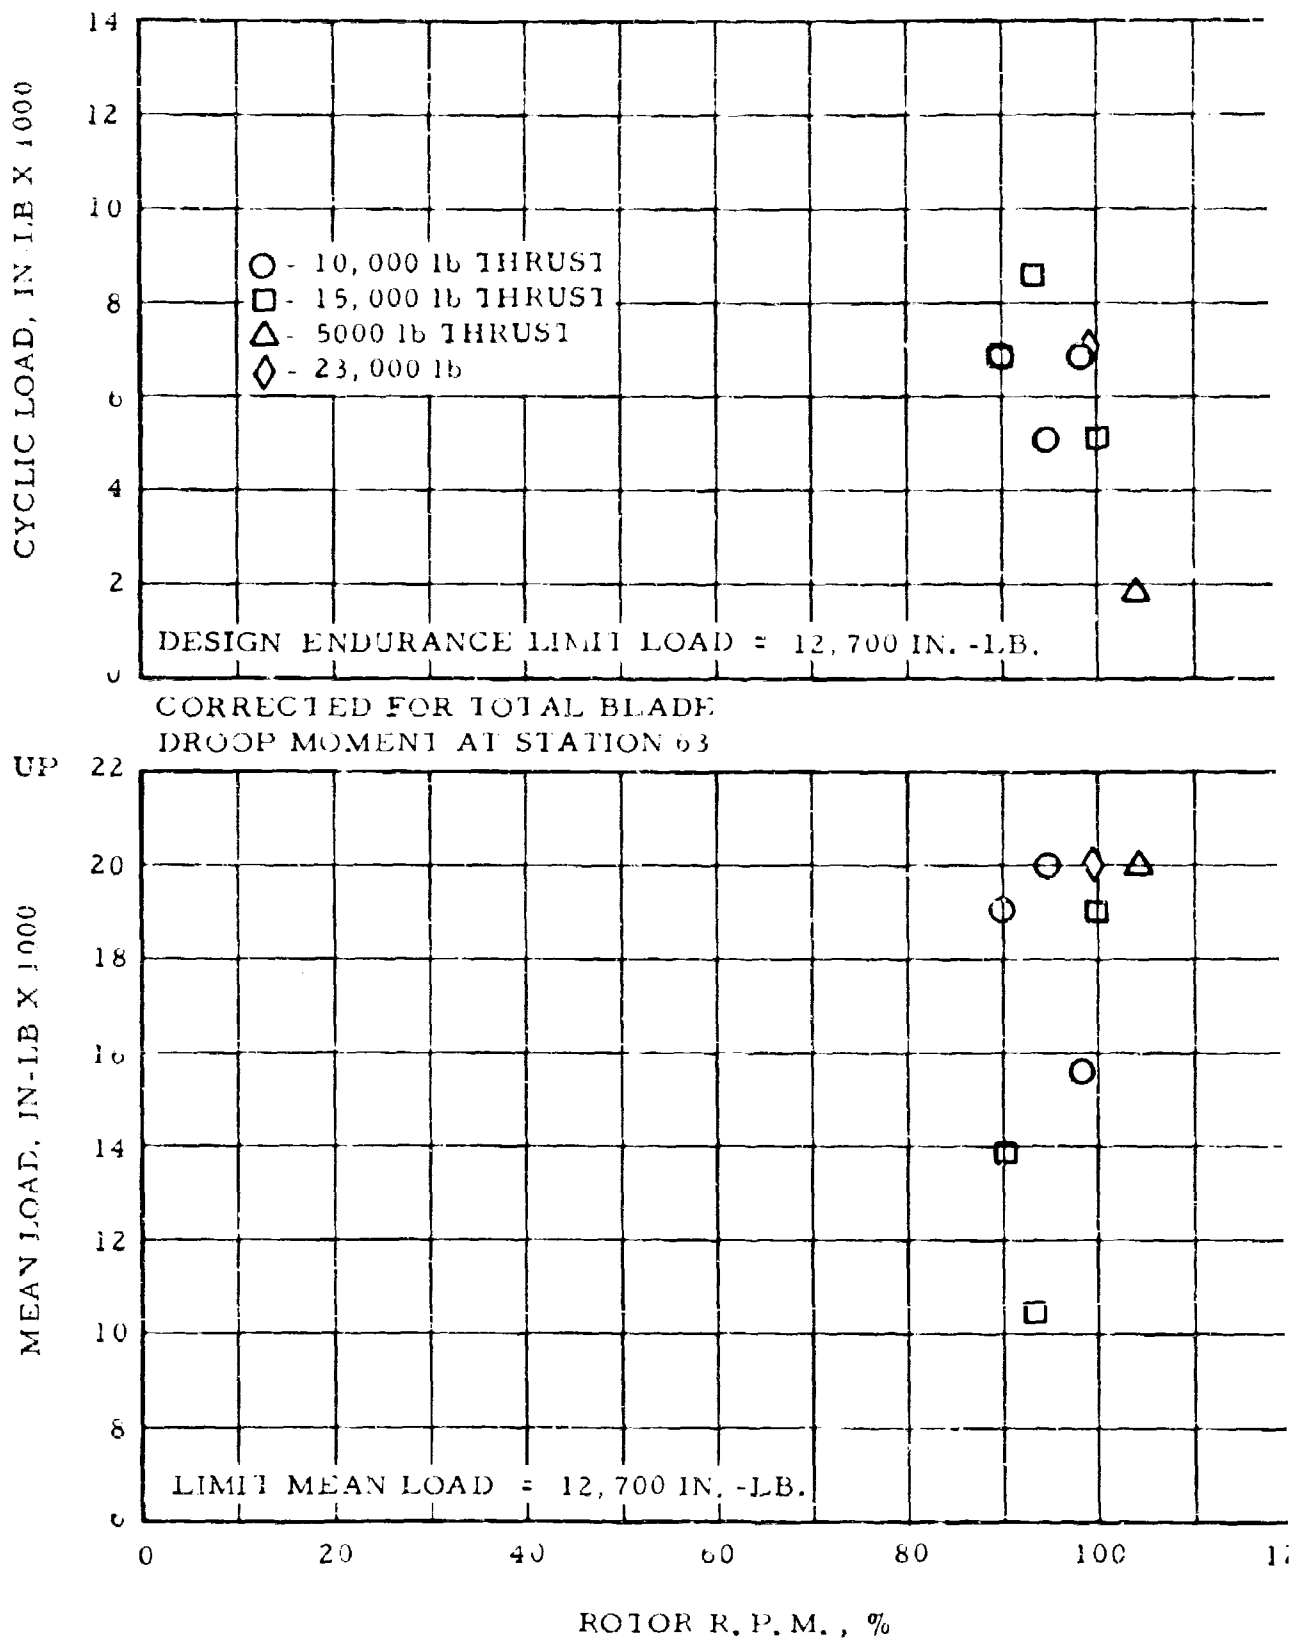 CYCLIC LOAD, IN-LB X 1000
14
12
10
8
6
4
2
0
O - 10,000 lb THRUST
□ - 15,000 lb THRUST
△ - 5000 lb THRUST
◇ - 23,000 lb
DESIGN ENDURANCE LIMIT LOAD = 12,700 IN.-LB.
CORRECTED FOR TOTAL BLADE
DROOP MOMENT AT STATION 63
UP
MEAN LOAD, IN-LB X 1000
22
20
18
16
14
12
10
8
6
LIMIT MEAN LOAD = 12,700 IN.-LB.
0 20 40 60 80 100
ROTOR R.P.M., %